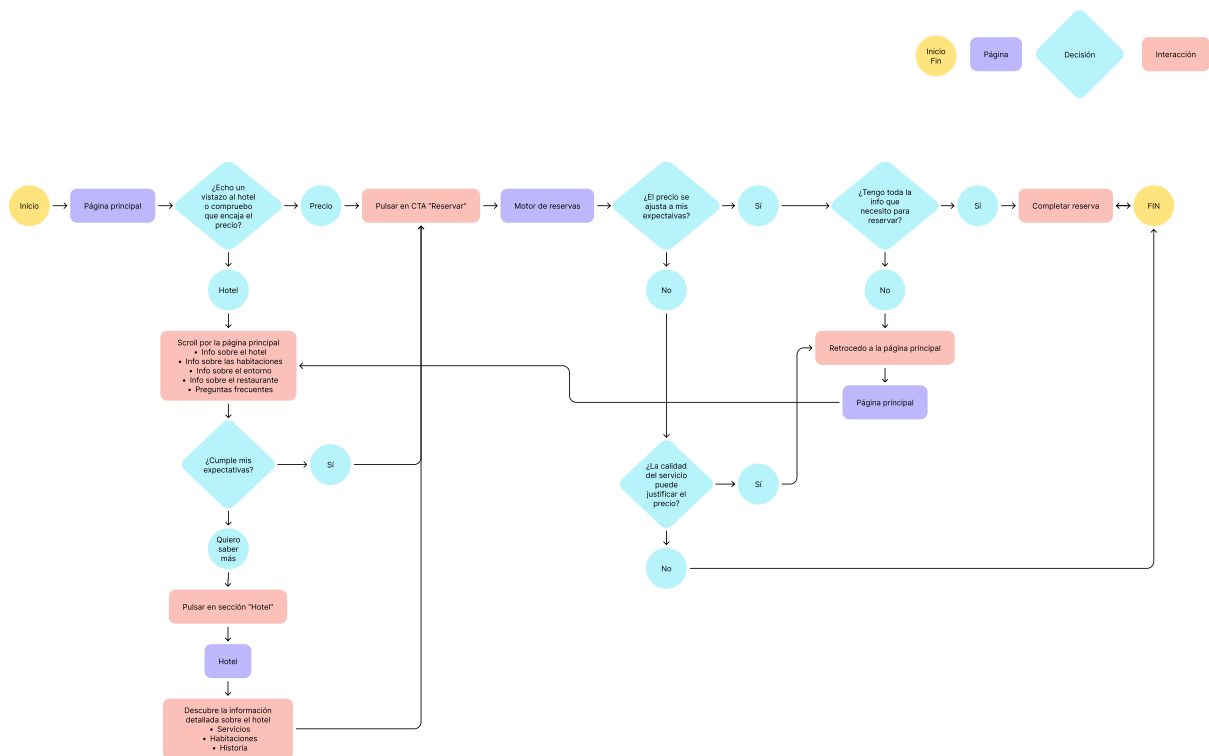 Inicio
Fin
Página
Decisión
Interacción
Inicio
Página principal
¿Echo un
vistazo al hotel
o compruebo
que encaja el
precio?
Precio
Pulsar en CTA "Reservar"
Motor de reservas
¿El precio se
ajusta a mis
expectaivas?
Sí
¿Tengo toda la
info que
necesito para
reservar?
Sí
Completar reserva
FIN
Hotel
No
No
Scroll por la página principal
• Info sobre el hotel
• Info sobre las habitaciones
• Info sobre el entorno
• Info sobre el restaurante
• Preguntas frecuentes
Retrocedo a la página principal
Página principal
¿Cumple mis
expectativas?
Sí
¿La calidad
del servicio
puede
justificar el
precio?
Sí
Quiero
saber
más
No
Pulsar en sección "Hotel"
Hotel
Descubre la información
detallada sobre el hotel
• Servicios
• Habitaciones
• Historia